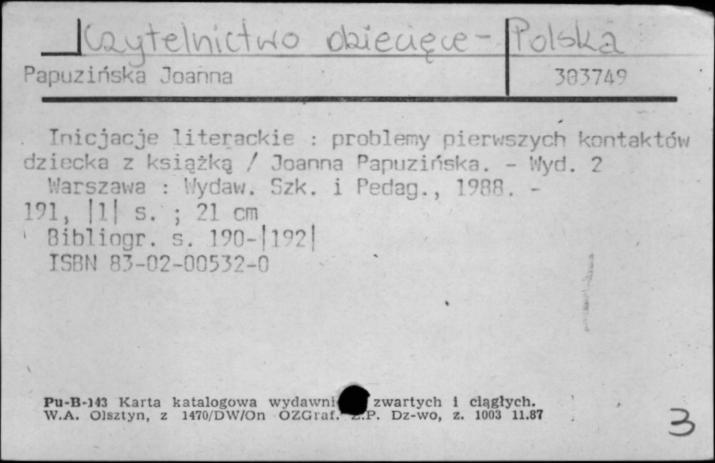 Czytelnictwo dziecięce - Polska
Papuzińska Joanna 303749
Inicjacje literackie : problemy pierwszych kontaktów
dziecka z książką / Joanna Papuzińska. - Wyd. 2
Warszawa : Wydaw. Szk. i Pedag., 1988. -
191, |1| s. ; 21 cm
Bibliogr. s. 190-|192|
ISBN 83-02-00532-0
Pu-B-143 Karta katalogowa wydawni zwartych i ciągłych.
W.A. Olsztyn, z 1470/DW/On OZGraf. Z.P. Dz-wo, z. 1003 11.87
3